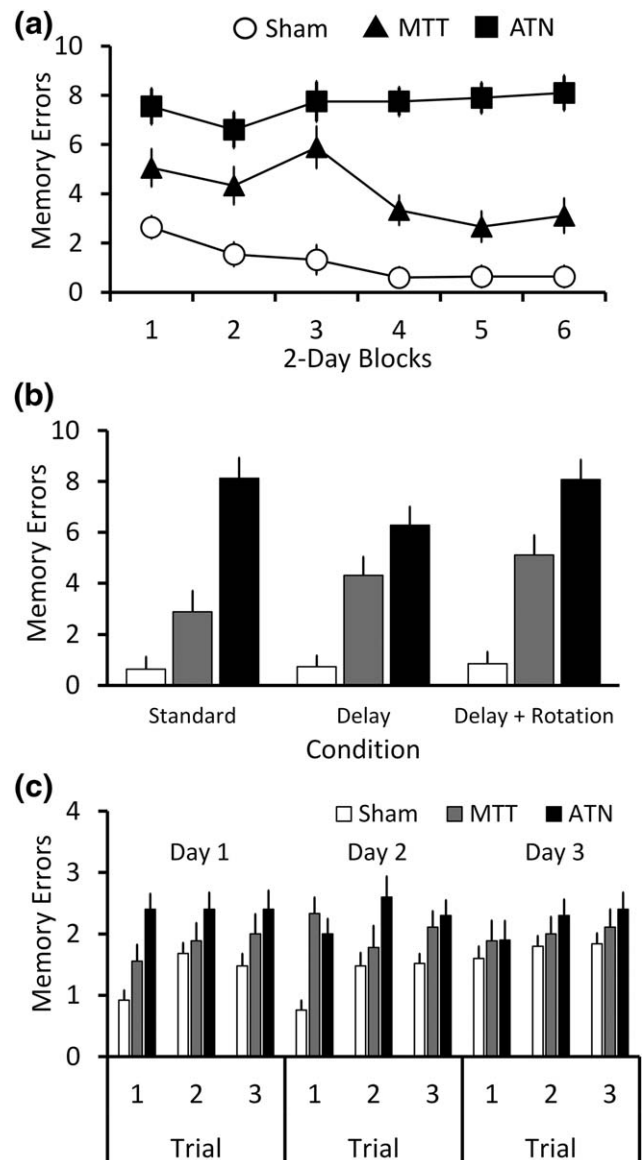 (a)
Sham MTT ATN
10
8
6
4
2
0
Memory Errors
1 2 3 4 5 6
2-Day Blocks
(b)
10
8
6
4
2
0
Memory Errors
Standard Delay Delay + Rotation
Condition
(c)
Sham MTT ATN
4
3
2
1
0
Memory Errors
Day 1 Day 2 Day 3
1 2 3 1 2 3 1 2 3
Trial Trial Trial